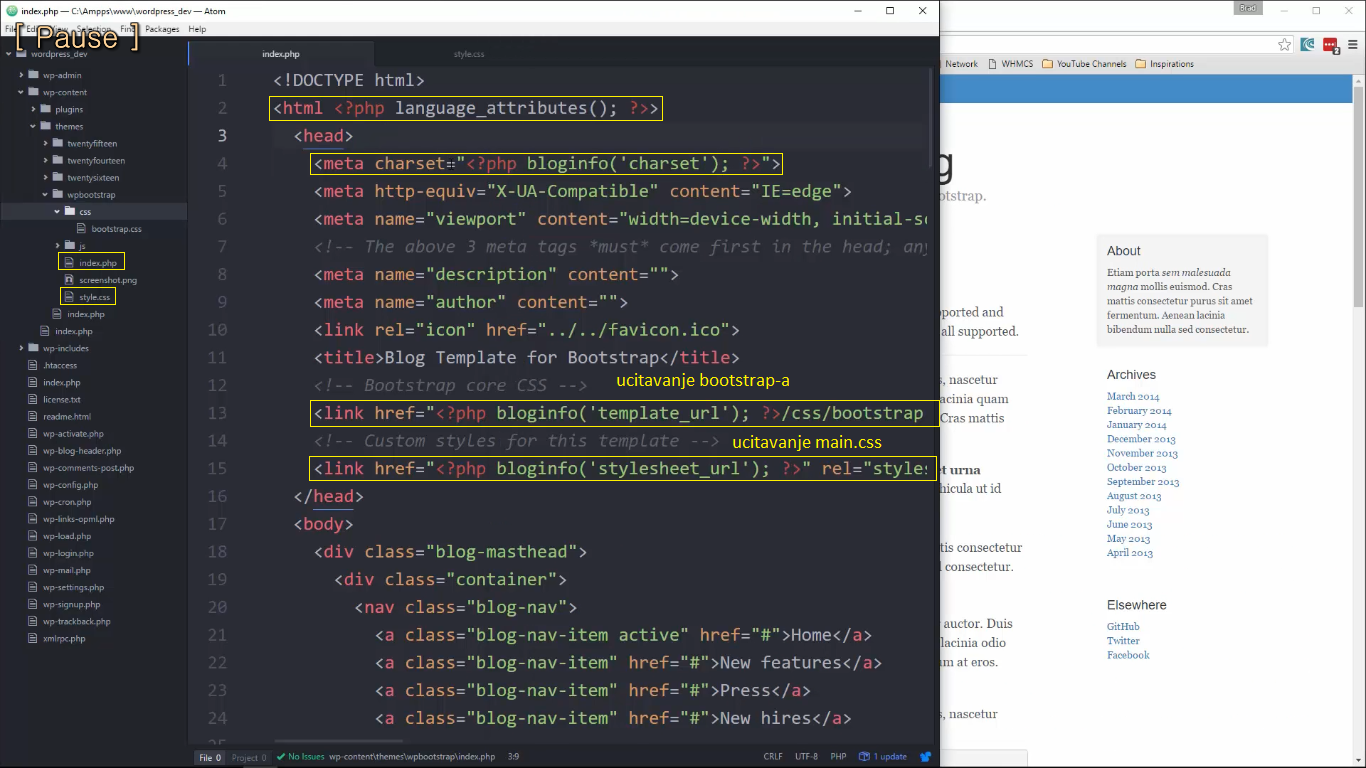 index.php — C:\Ampps\www\wordpress_dev — Atom
Brad
File Edit View Selection Find Packages Help
[ Pause ]
Network WHMCS YouTube Channels Inspirations
wordpress_dev
wp-admin
wp-content
plugins
themes
twentyfifteen
twentyfourteen
twentysixteen
wpbootstrap
css
bootstrap.css
js
index.php
screenshot.png
style.css
index.php
index.php
wp-includes
.htaccess
index.php
license.txt
readme.html
wp-activate.php
wp-blog-header.php
wp-comments-post.php
wp-config.php
wp-cron.php
wp-links-opml.php
wp-load.php
wp-login.php
wp-mail.php
wp-settings.php
wp-signup.php
wp-trackback.php
xmlrpc.php
index.php style.css
1 <!DOCTYPE html>
2 <html <?php language_attributes(); ?>>
3 <head>
4 <meta charset="<?php bloginfo('charset'); ?>">
5 <meta http-equiv="X-UA-Compatible" content="IE=edge">
6 <meta name="viewport" content="width=device-width, initial-sc
7 <!-- The above 3 meta tags *must* come first in the head; any
8 <meta name="description" content="">
9 <meta name="author" content="">
10 <link rel="icon" href="../../favicon.ico">
11 <title>Blog Template for Bootstrap</title>
12 <!-- Bootstrap core CSS --> ucitavanje bootstrap-a
13 <link href="<?php bloginfo('template_url'); ?>/css/bootstrap
14 <!-- Custom styles for this template --> ucitavanje main.css
15 <link href="<?php bloginfo('stylesheet_url'); ?>" rel="styles
16 </head>
17 <body>
18 <div class="blog-masthead">
19 <div class="container">
20 <nav class="blog-nav">
21 <a class="blog-nav-item active" href="#">Home</a>
22 <a class="blog-nav-item" href="#">New features</a>
23 <a class="blog-nav-item" href="#">Press</a>
24 <a class="blog-nav-item" href="#">New hires</a>
File 0 Project 0 No Issues wp-content\themes\wpbootstrap\index.php 3:9 CRLF UTF-8 PHP 1 update
g
otstrap.
pported and
all supported.
s, nascetur
lacinia quam
Cras mattis
et urna
hicula ut id
is consectetur
d consectetur.
auctor. Duis
lacinia odio
m at eros.
s, nascetur
About
Etiam porta sem malesuada
magna mollis euismod. Cras
mattis consectetur purus sit amet
fermentum. Aenean lacinia
bibendum nulla sed consectetur.
Archives
March 2014
February 2014
January 2014
December 2013
November 2013
October 2013
September 2013
August 2013
July 2013
June 2013
May 2013
April 2013
Elsewhere
GitHub
Twitter
Facebook